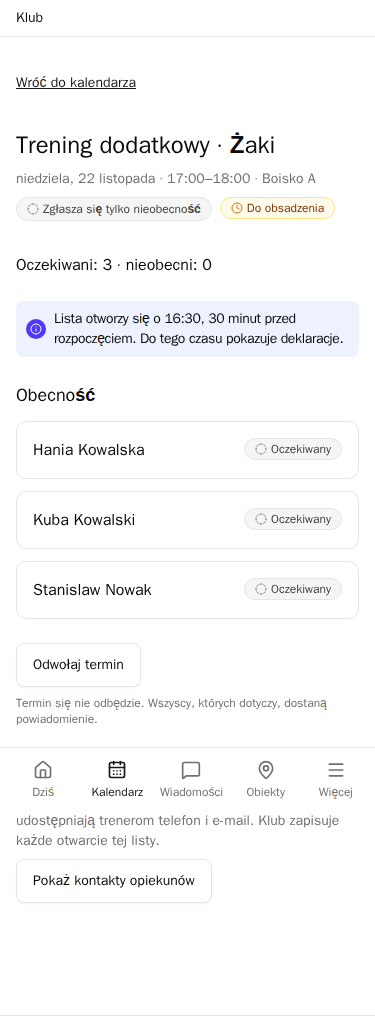 Klub
Wróć do kalendarza
Trening dodatkowy · Żaki
niedziela, 22 listopada · 17:00–18:00 · Boisko A
Zgłasza się tylko nieobecność
Do obsadzenia
Oczekiwani: 3 · nieobecni: 0
Lista otworzy się o 16:30, 30 minut przed
rozpoczęciem. Do tego czasu pokazuje deklaracje.
Obecność
Hania Kowalska
Oczekiwany
Kuba Kowalski
Oczekiwany
Stanislaw Nowak
Oczekiwany
Odwołaj termin
Termin się nie odbędzie. Wszyscy, których dotyczy, dostaną
powiadomienie.
Dziś
Kalendarz
Wiadomości
Obiekty
Więcej
udostępniają trenerom telefon i e-mail. Klub zapisuje
każde otwarcie tej listy.
Pokaż kontakty opiekunów